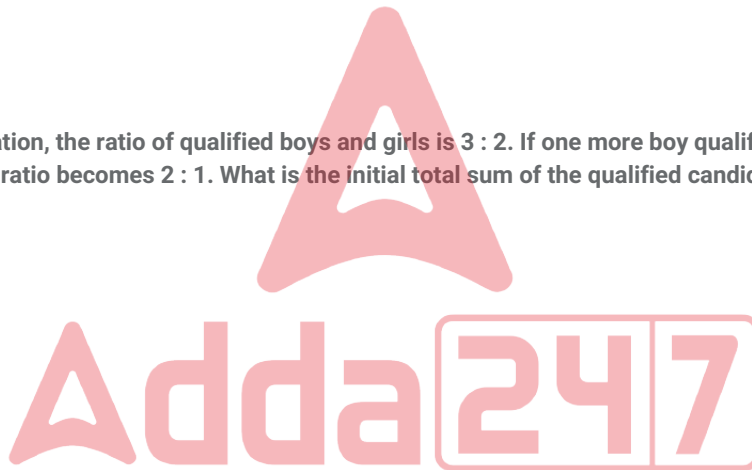 ation, the ratio of qualified boys and girls is 3 : 2. If one more boy qualif
ratio becomes 2 : 1. What is the initial total sum of the qualified candid
Adda247